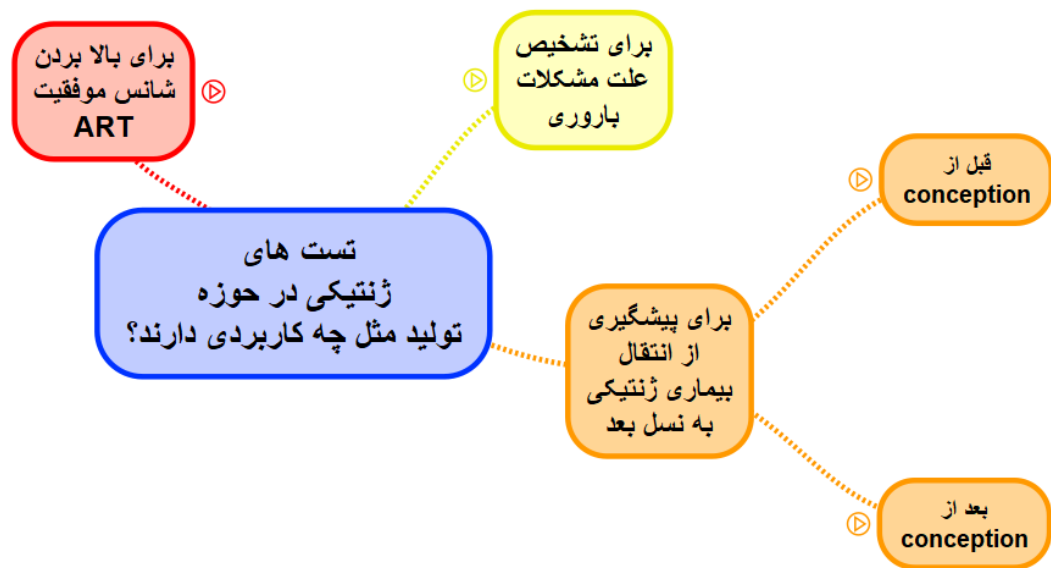 برای بالا بردن
شانس موفقیت
ART
برای تشخیص
علت مشکلات
باروری
تست های
ژنتیکی در حوزه
تولید مثل چه کاربردی دارند؟
برای پیشگیری
از انتقال
بیماری ژنتیکی
به نسل بعد
قبل از
conception
بعد از
conception